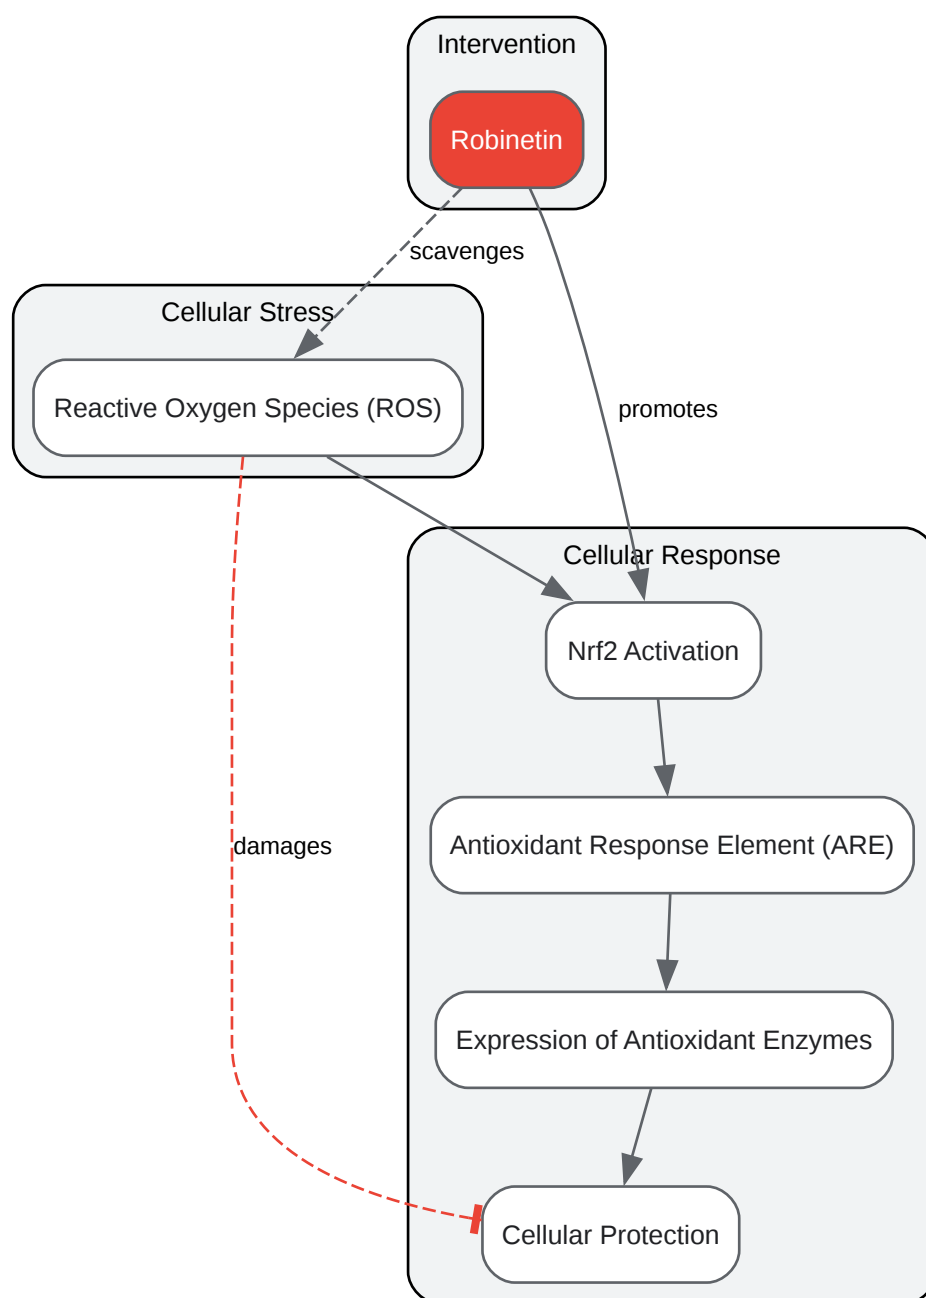 Intervention
Robinetin
scavenges
Cellular Stress
Reactive Oxygen Species (ROS)
promotes
Cellular Response
Nrf2 Activation
damages
Antioxidant Response Element (ARE)
Expression of Antioxidant Enzymes
Cellular Protection